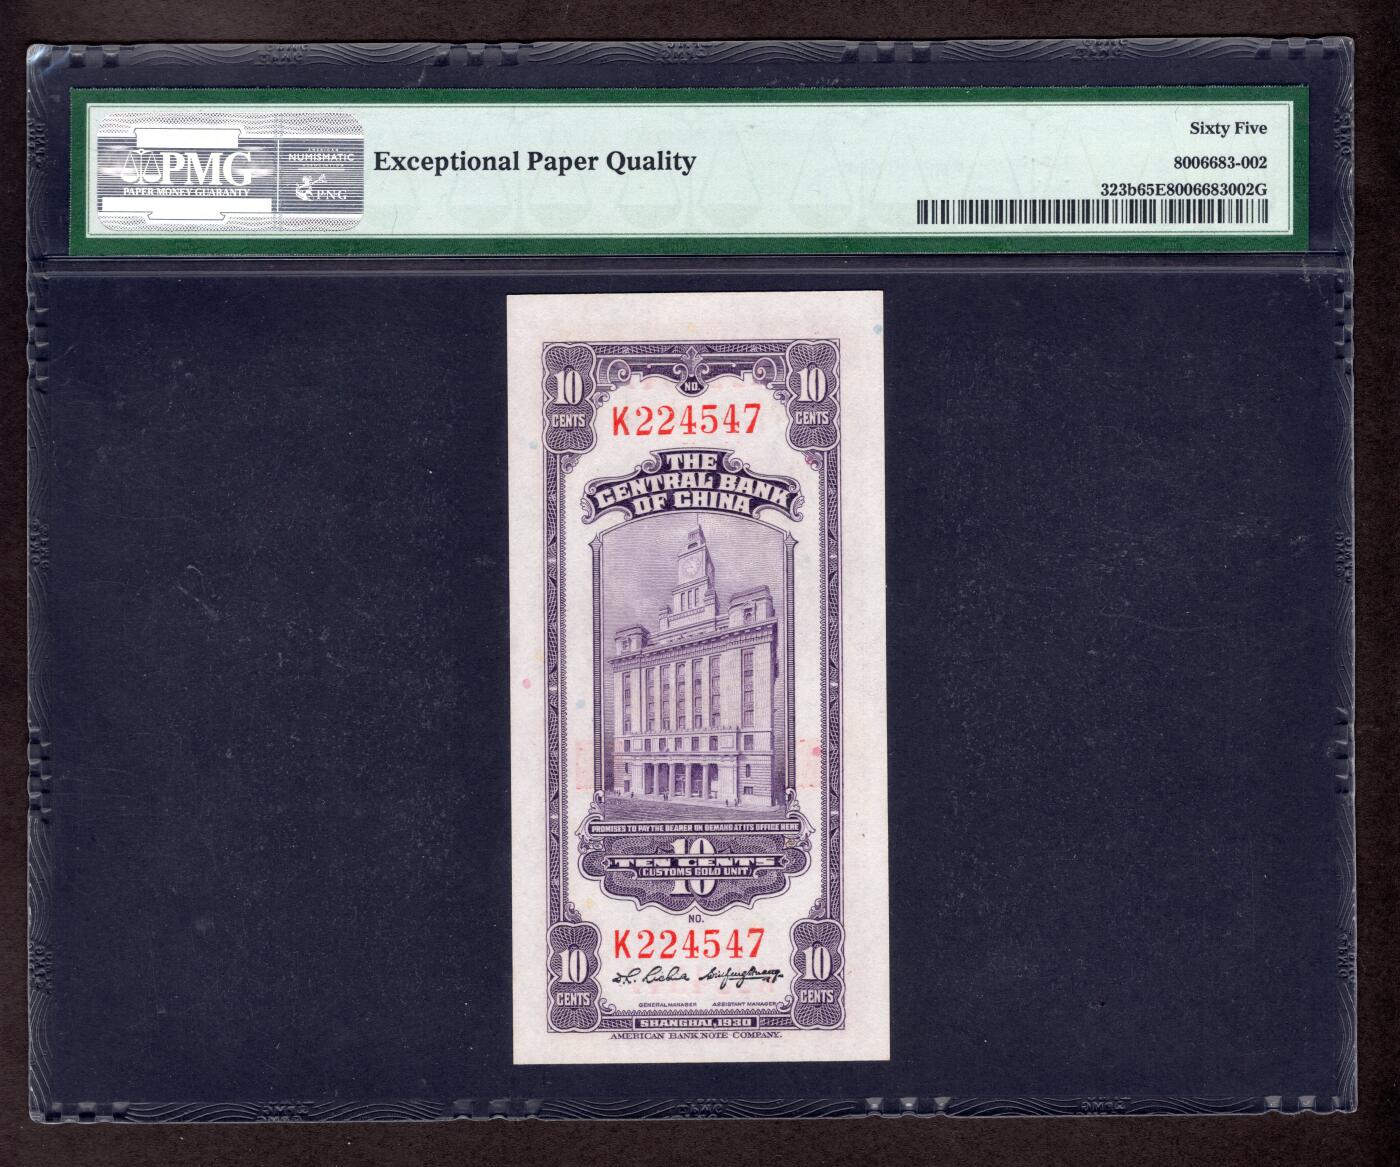 PMG
PAPER MONEY GUARANTY
NUMISMATIC
PNG
Exceptional Paper Quality
Sixty Five
8006683-002
323b65E8006683002G
10 CENTS
NO.
10 CENTS
K224547
THE
CENTRAL BANK
OF CHINA
PROMISES TO PAY THE BEARER ON DEMAND AT ITS OFFICE HERE
10
TEN CENTS
(CUSTOMS GOLD UNIT)
10
NO.
K224547
10 CENTS
10 CENTS
GENERAL MANAGER ASSISTANT MANAGER
SHANGHAI, 1930
AMERICAN BANK NOTE COMPANY.